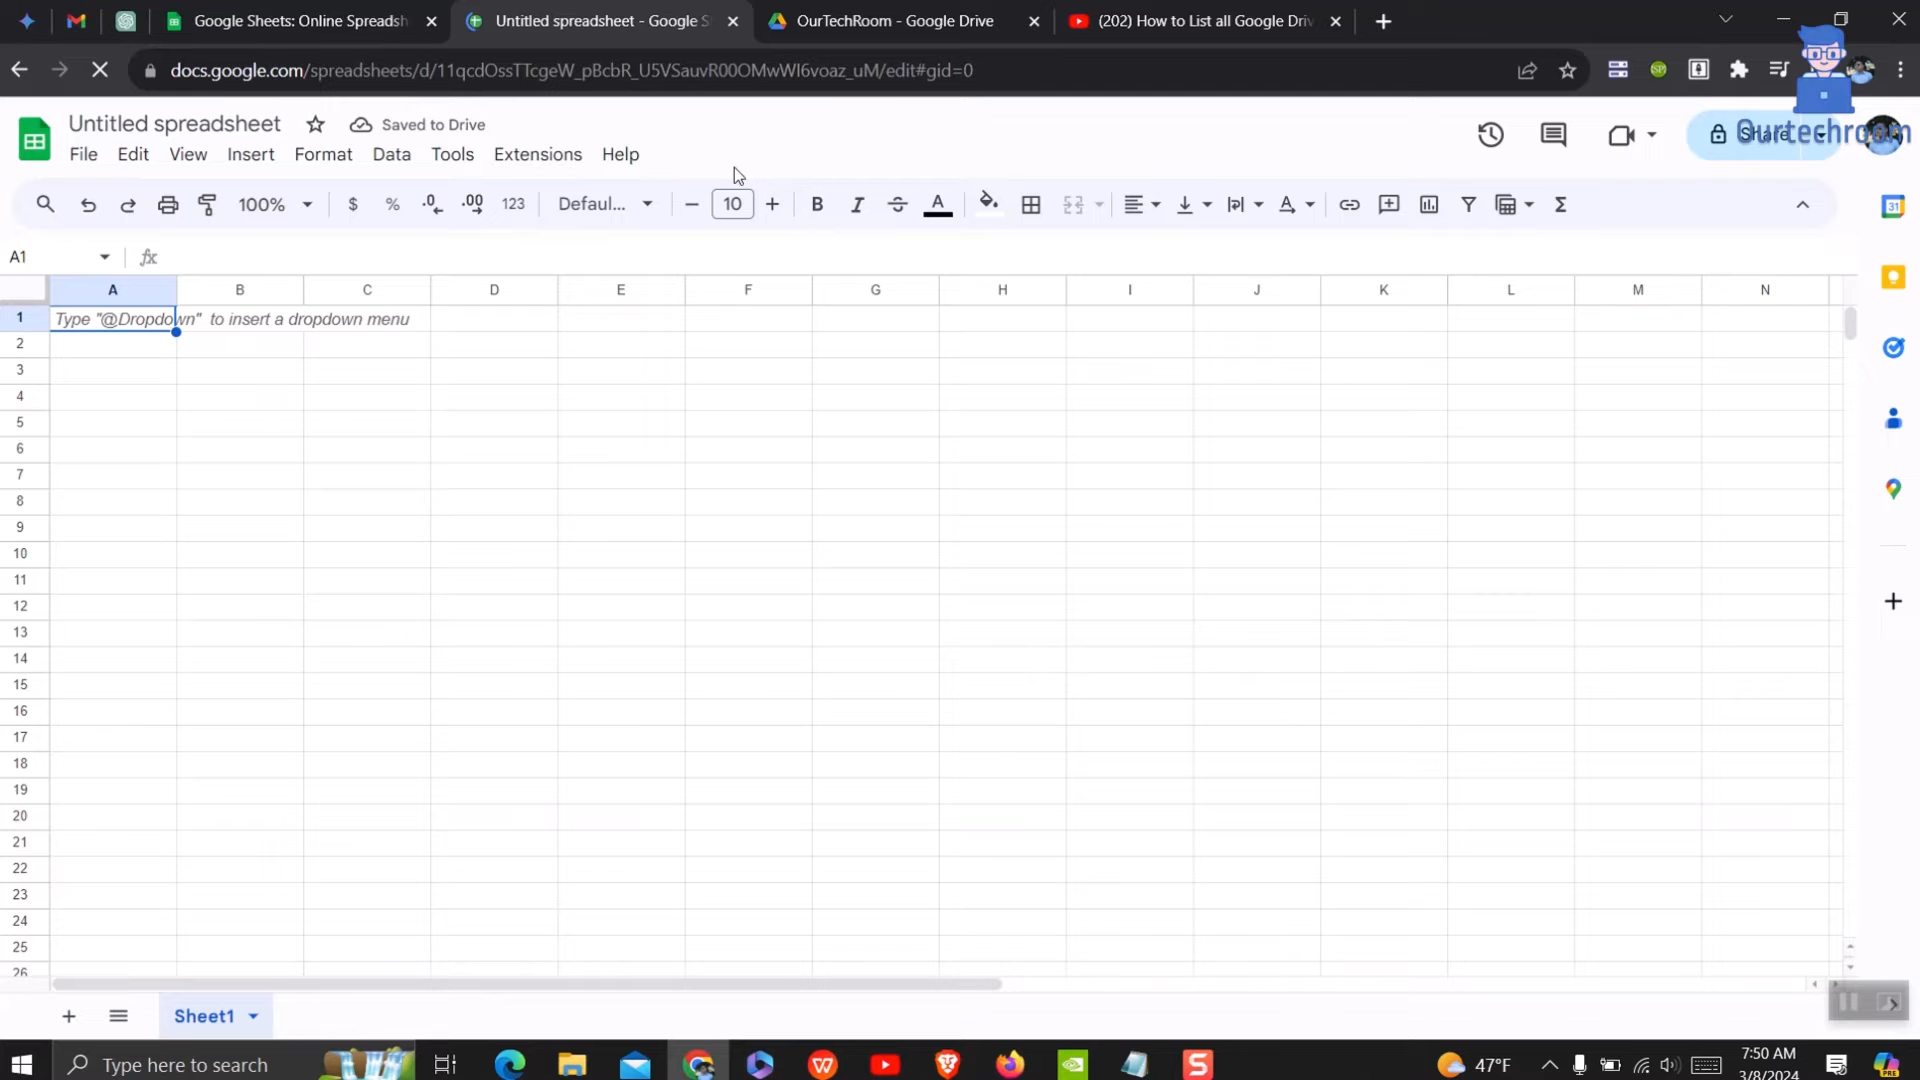 Google Sheets: Online Spreadsh
Untitled spreadsheet - Google S
OurTechRoom - Google Drive
(202) How to List all Google Driv
docs.google.com/spreadsheets/d/11qcdOssTTcgeW_pBcbR_U5VSauvR00OMwWI6voaz_uM/edit#gid=0
Untitled spreadsheet
Saved to Drive
Share
Ourtechroom
File Edit View Insert Format Data Tools Extensions Help
100% $ % .0 .00 123 Defaul... 10 B I A
31
A1 fx
A B C D E F G H I J K L M N
1 Type "@Dropdown" to insert a dropdown menu
2
3
4
5
6
7
8
9
10
11
12
13
14
15
16
17
18
19
20
21
22
23
24
25
26
Sheet1
Type here to search
47°F
7:50 AM
3/8/2024